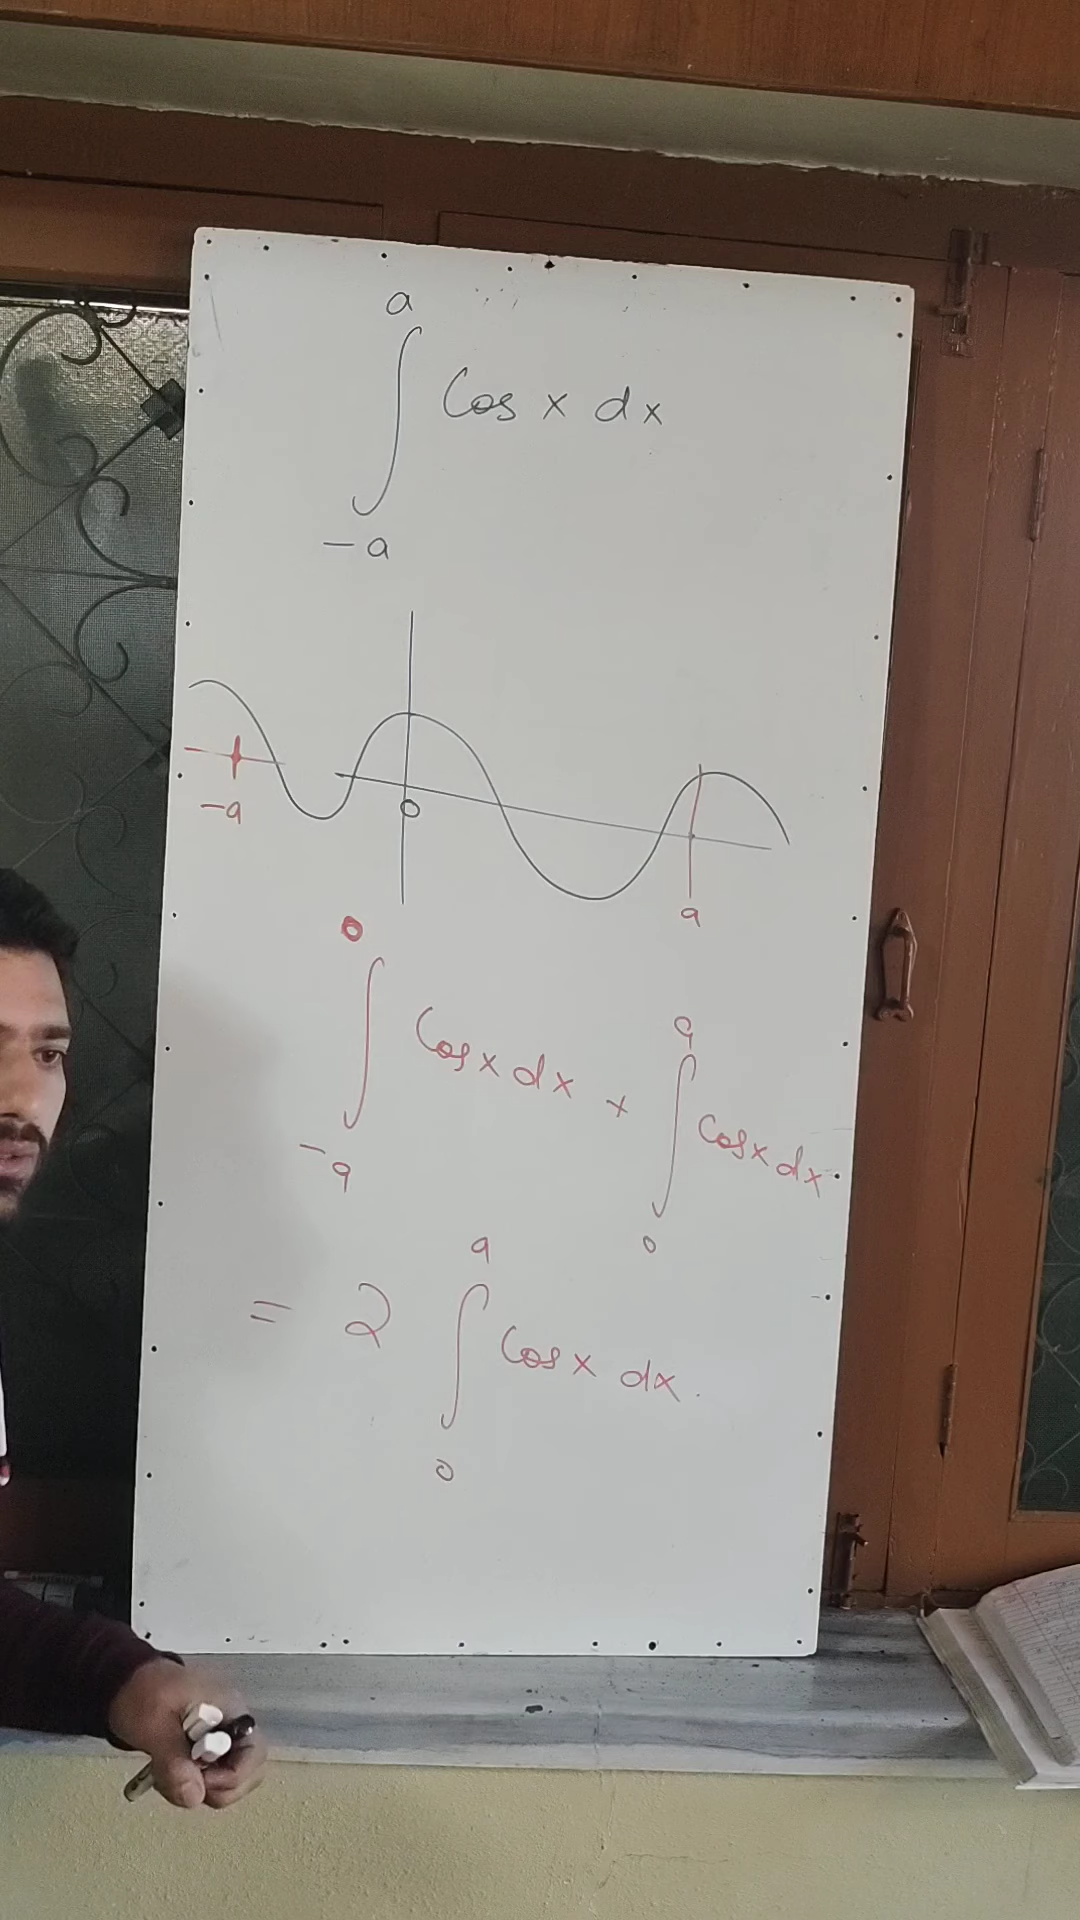 ∫_{-a}^{a} Cos x dx
-a 0 a
∫_{-a}^{0} Cos x dx + ∫_{0}^{a} Cos x dx
= 2 ∫_{0}^{a} Cos x dx.